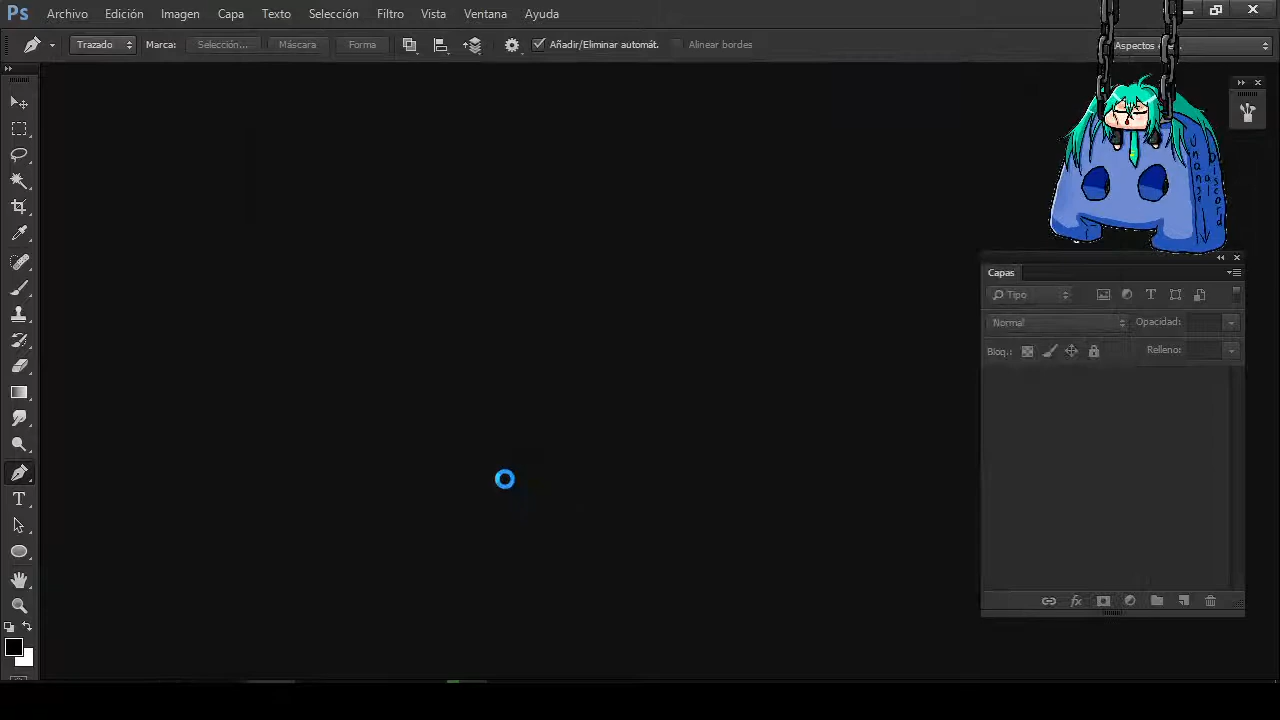 Ps Archivo Edición Imagen Capa Texto Selección Filtro Vista Ventana Ayuda
Trazado Marca: Selección... Máscara Forma Añadir/Eliminar automát. Alinear bordes Aspectos
Capas
Tipo
Normal Opacidad:
Bloq.: Relleno:
T
Discord